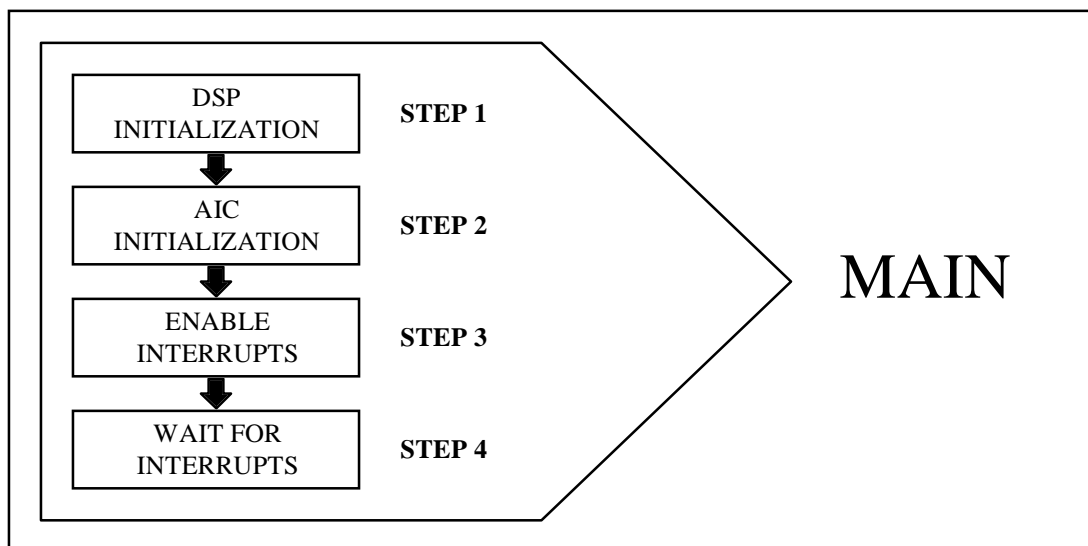 DSP
INITIALIZATION
STEP 1
AIC
INITIALIZATION
STEP 2
ENABLE
INTERRUPTS
STEP 3
WAIT FOR
INTERRUPTS
STEP 4
MAIN